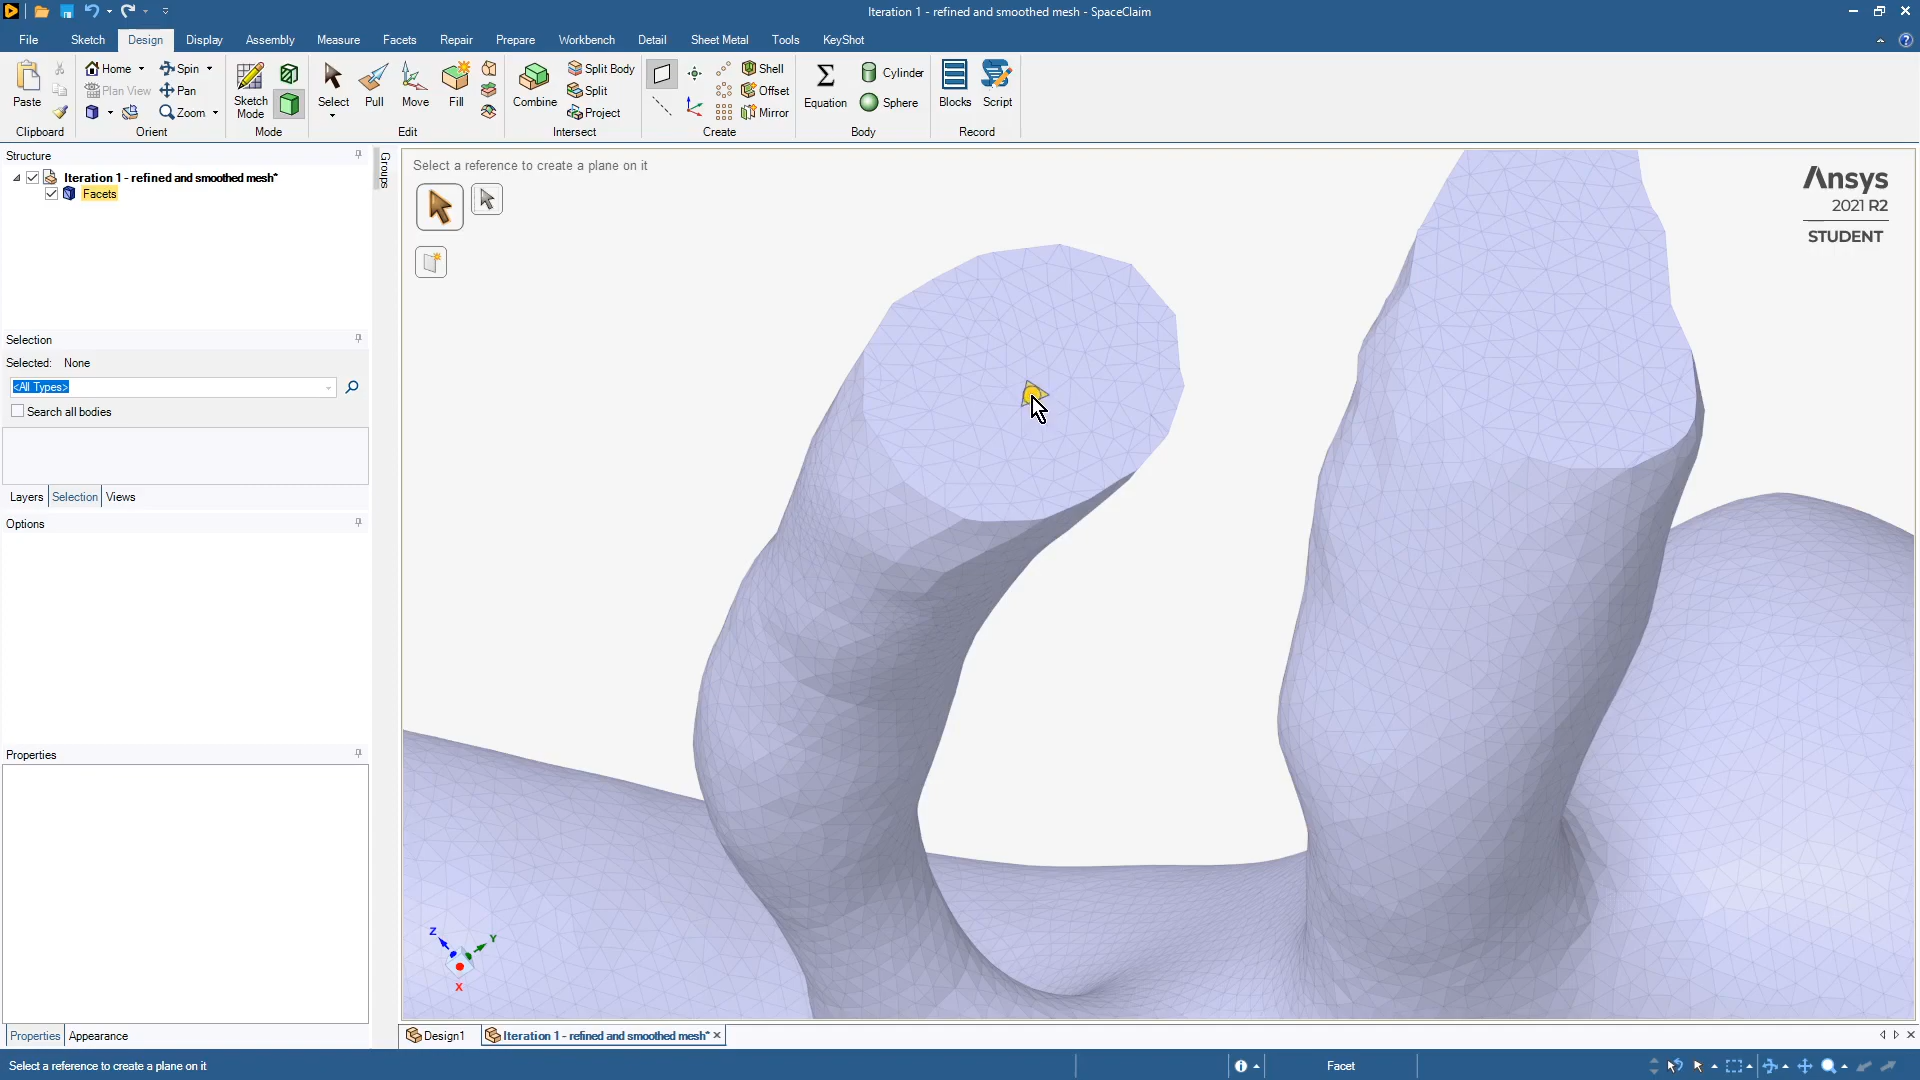 Iteration 1 - refined and smoothed mesh - SpaceClaim
File Sketch Design Display Assembly Measure Facets Repair Prepare Workbench Detail Sheet Metal Tools KeyShot
Paste
Clipboard
Home Spin
Plan View Pan
Zoom
Orient
Sketch Mode
Mode
Select Pull Move Fill
Edit
Combine
Split Body
Split
Project
Intersect
Shell
Offset
Mirror
Create
Equation
Cylinder
Sphere
Body
Blocks Script
Record
Structure
Iteration 1 - refined and smoothed mesh*
Facets
Selection
Selected: None
<All Types>
Search all bodies
Layers Selection Views
Options
Properties
Properties Appearance
Groups
Select a reference to create a plane on it
Ansys
2021 R2
STUDENT
Z Y
X
Design1 Iteration 1 - refined and smoothed mesh*
Select a reference to create a plane on it
Facet